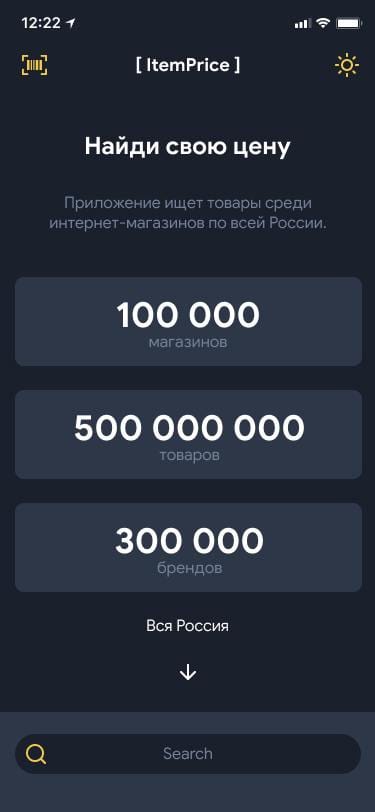 12:22
[ ItemPrice ]
Найди свою цену
Приложение ищет товары среди
интернет-магазинов по всей России.
100 000
магазинов
500 000 000
товаров
300 000
брендов
Вся Россия
Search